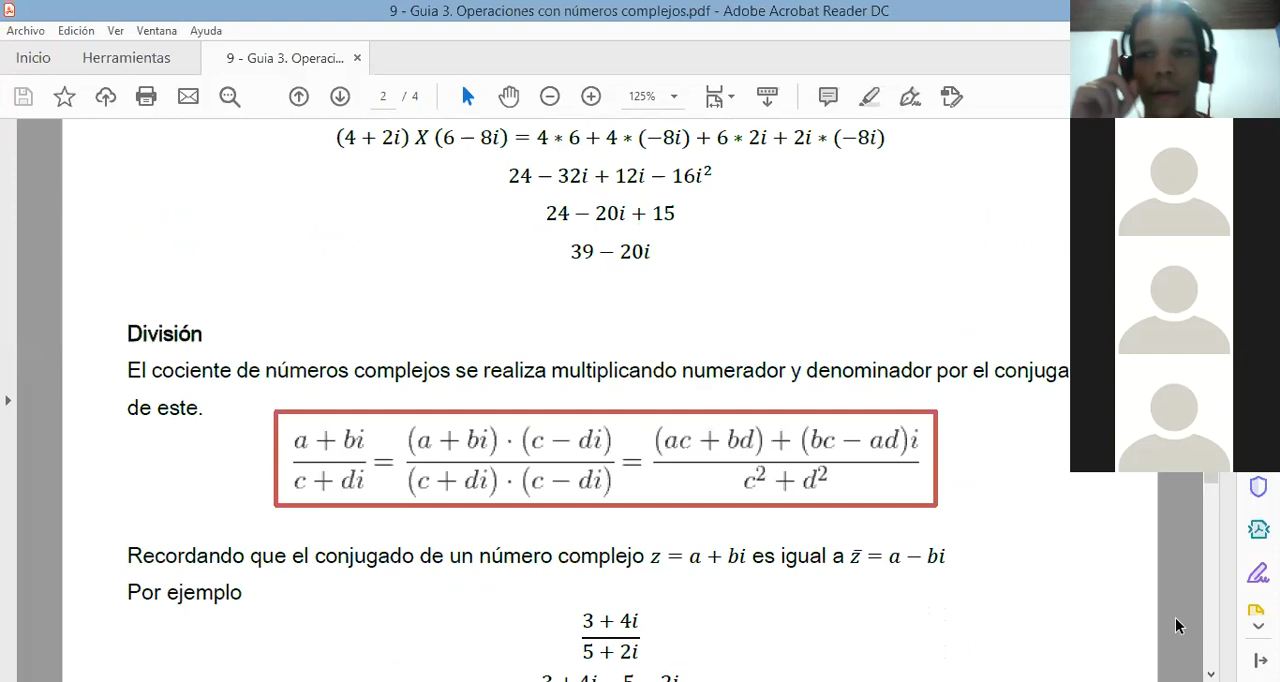 9 - Guia 3. Operaciones con números complejos.pdf - Adobe Acrobat Reader DC
Archivo Edición Ver Ventana Ayuda
Inicio Herramientas 9 - Guia 3. Operaci... ×
2 / 4 125%
(4 + 2i) X (6 − 8i) = 4 ∗ 6 + 4 ∗ (−8i) + 6 ∗ 2i + 2i ∗ (−8i)
24 − 32i + 12i − 16i²
24 − 20i + 15
39 − 20i
División
El cociente de números complejos se realiza multiplicando numerador y denominador por el conjuga
de este.
a + bi / c + di = (a + bi) · (c − di) / (c + di) · (c − di) = (ac + bd) + (bc − ad)i / c² + d²
Recordando que el conjugado de un número complejo z = a + bi es igual a z̄ = a − bi
Por ejemplo
3 + 4i
5 + 2i